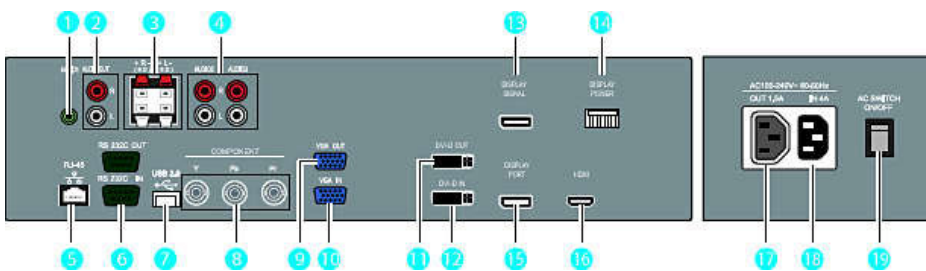 1 2 3 4 13 14
AUDIO OUT
+ R - + L -
AUDIO2 AUDIO1
R
L
R
L
DISPLAY
SIGNAL
DISPLAY
POWER
AC100-240V~ 50-60Hz
OUT 1,5A IN 4A
AC SWITCH
ON/OFF
RS 232C OUT
RJ-45
RS 232C IN
USB 2.0
COMPONENT
Y Pb Pr
VGA OUT
VGA IN
DVI-D OUT
DVI-D IN
DISPLAY
PORT
HDMI
5 6 7 8 9 10 11 12 15 16 17 18 19